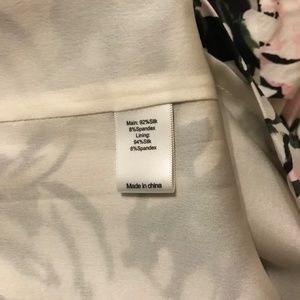 Main: 92%Silk
8%Spandex
Lining:
94%Silk
6%Spandex
Made in china